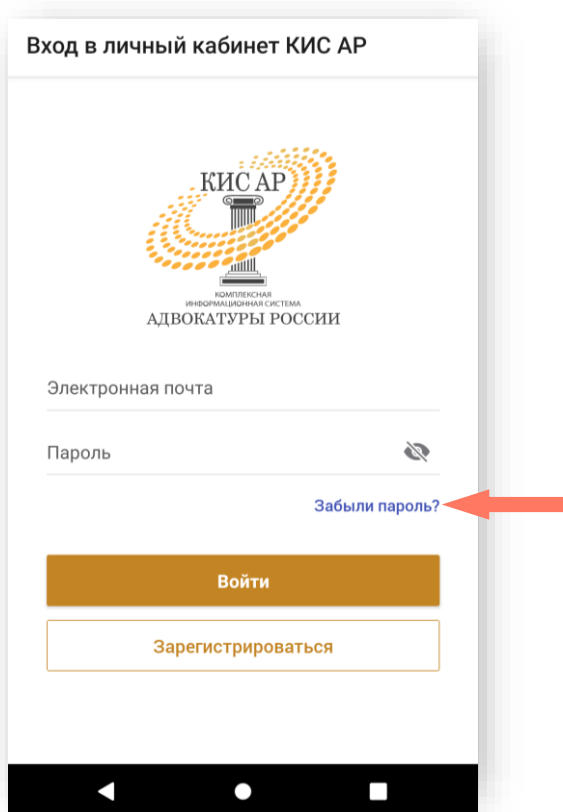 Вход в личный кабинет КИС АР
КИС АР
КОМПЛЕКСНАЯ
ИНФОРМАЦИОННАЯ СИСТЕМА
АДВОКАТУРЫ РОССИИ
Электронная почта
Пароль
Забыли пароль?
Войти
Зарегистрироваться